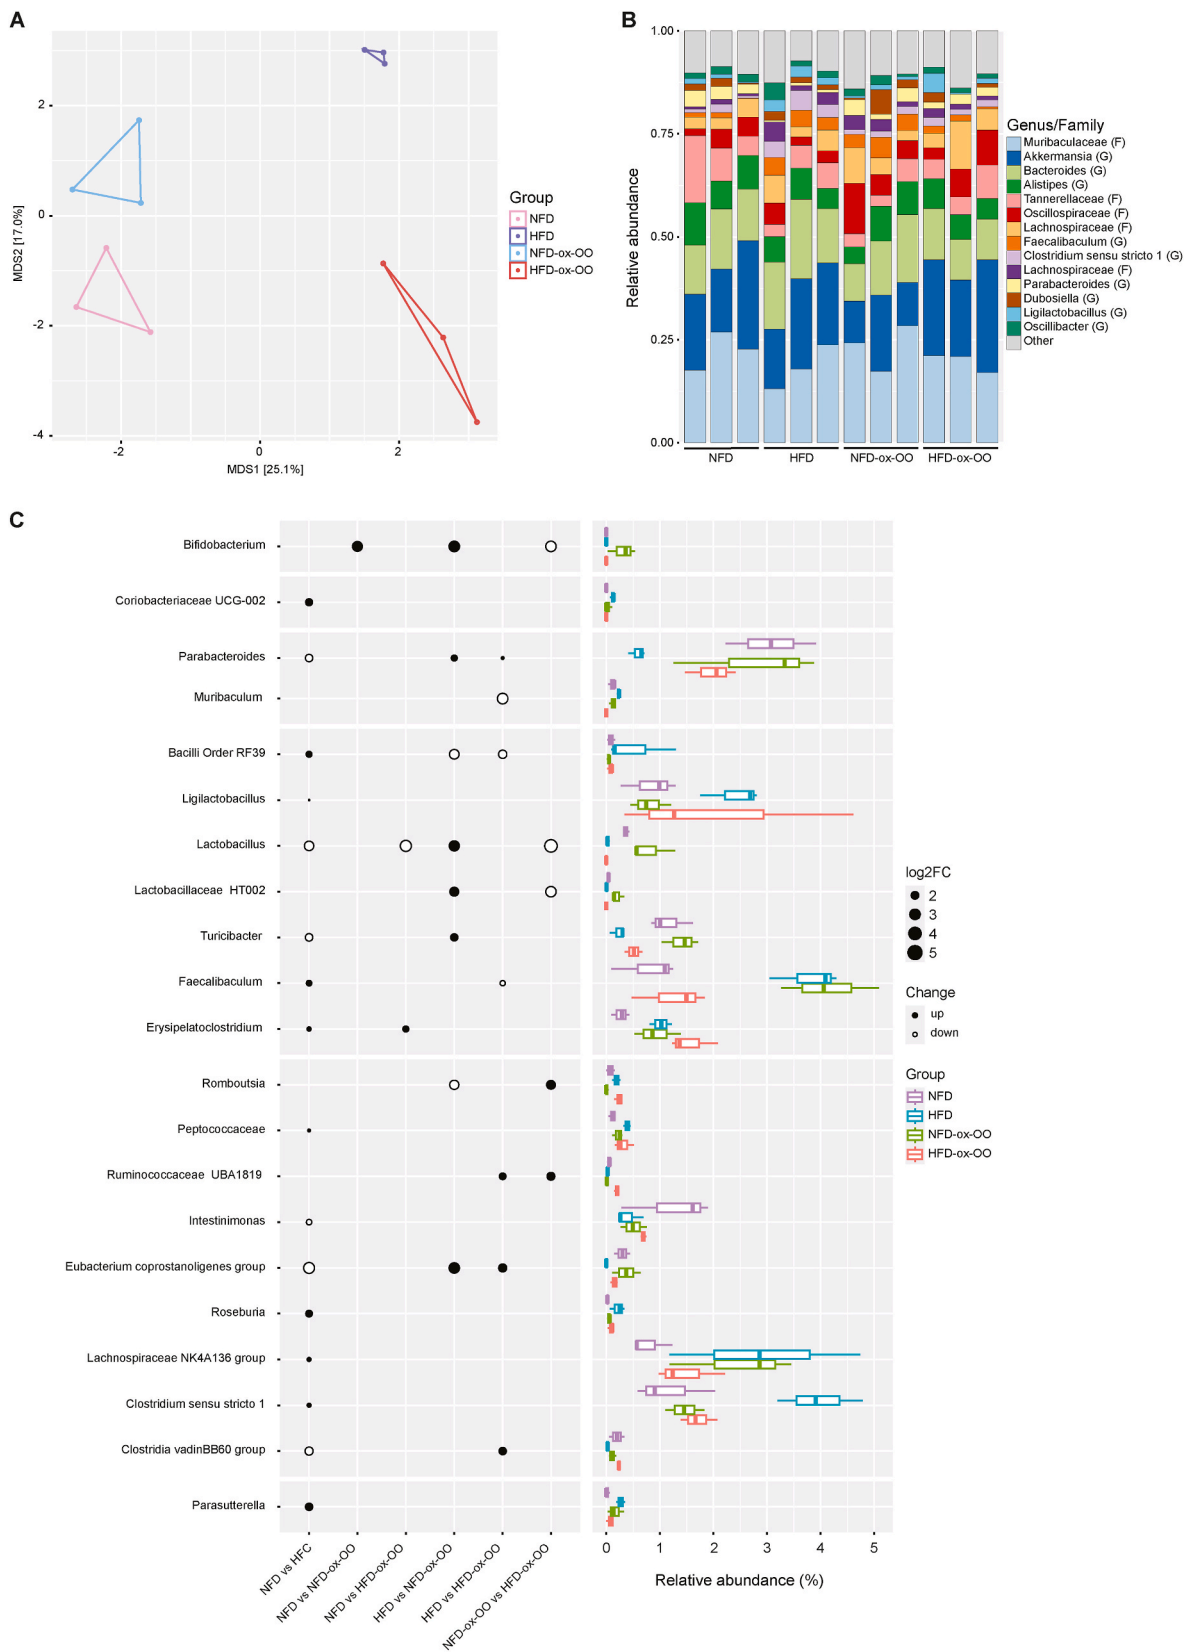 A
2
0
-2
-4
MDS2 [17.0%]
-2
0
2
MDS1 [25.1%]
Group
NFD
HFD
NFD-ox-OO
HFD-ox-OO
B
1.00
0.75
0.50
0.25
0.00
Relative abundance
NFD
HFD
NFD-ox-OO
HFD-ox-OO
Genus/Family
Muribaculaceae (F)
Akkermansia (G)
Bacteroides (G)
Alistipes (G)
Tannerellaceae (F)
Oscillospiraceae (F)
Lachnospiraceae (F)
Faecalibaculum (G)
Clostridium sensu stricto 1 (G)
Lachnospiraceae (F)
Parabacteroides (G)
Dubosiella (G)
Ligilactobacillus (G)
Oscillibacter (G)
Other
C
Bifidobacterium
Coriobacteriaceae UCG-002
Parabacteroides
Muribaculum
Bacilli Order RF39
Ligilactobacillus
Lactobacillus
Lactobacillaceae HT002
Turicibacter
Faecalibaculum
Erysipelatoclostridium
Romboutsia
Peptococcaceae
Ruminococcaceae UBA1819
Intestinimonas
Eubacterium coprostanoligenes group
Roseburia
Lachnospiraceae NK4A136 group
Clostridium sensu stricto 1
Clostridia vadinBB60 group
Parasutterella
NFD vs HFC
NFD vs NFD-ox-OO
NFD vs HFD-ox-OO
HFD vs NFD-ox-OO
HFD vs HFD-ox-OO
NFD-ox-OO vs HFD-ox-OO
0
1
2
3
4
5
Relative abundance (%)
log2FC
2
3
4
5
Change
up
down
Group
NFD
HFD
NFD-ox-OO
HFD-ox-OO